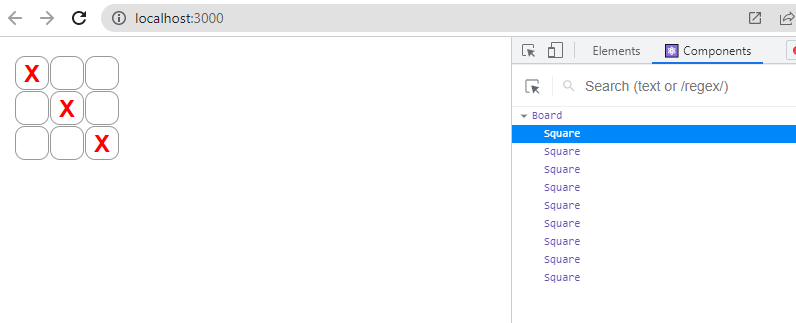 localhost:3000
X
X
X
Elements Components
Search (text or /regex/)
Board
Square
Square
Square
Square
Square
Square
Square
Square
Square